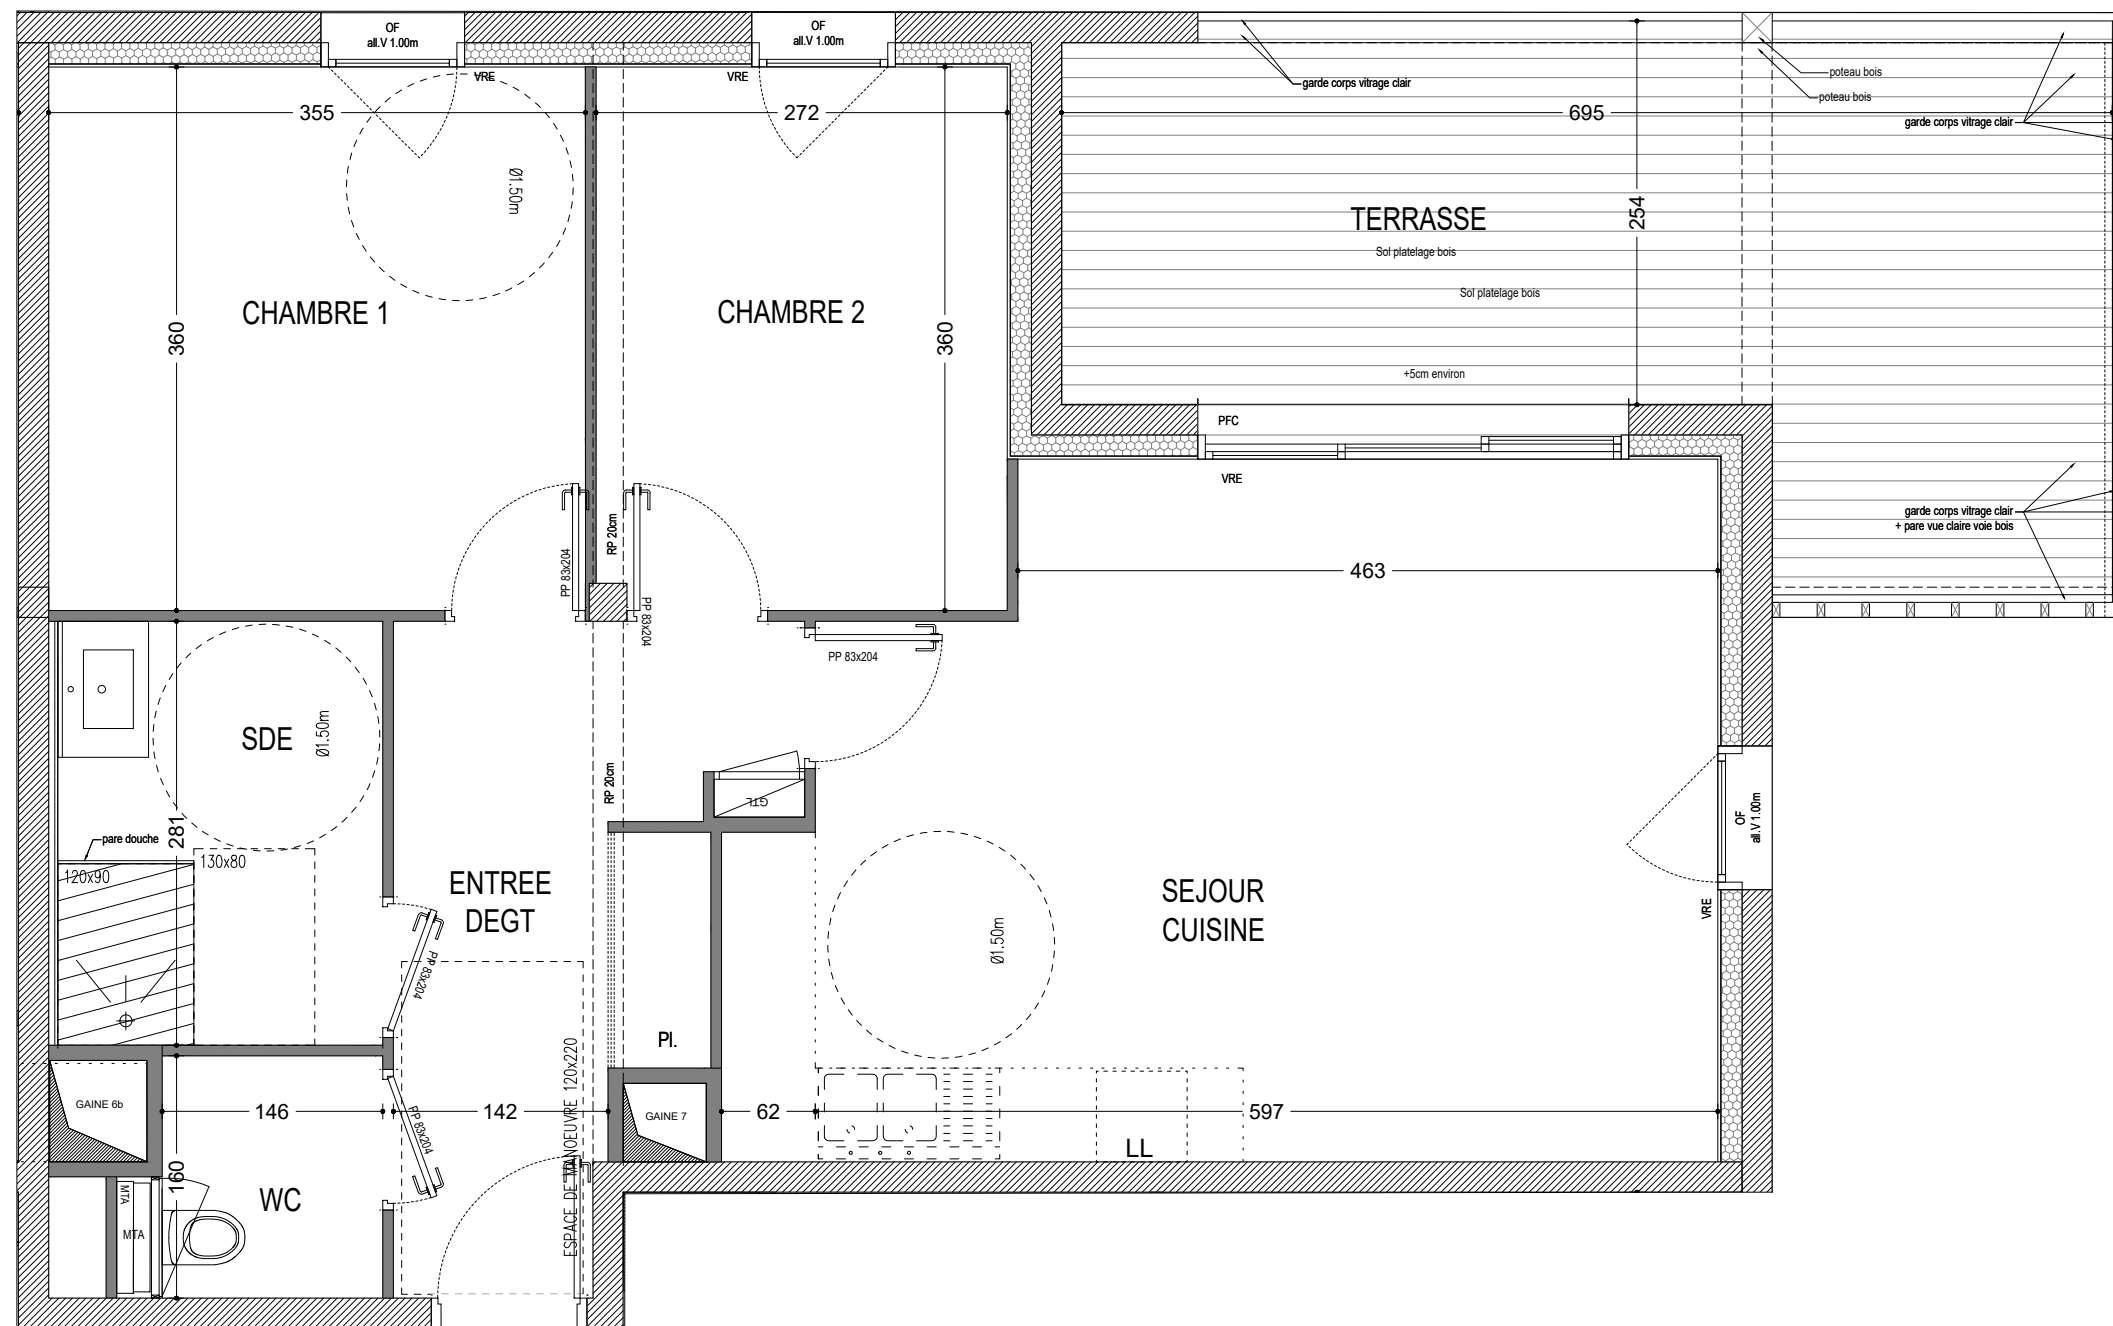 OF
all.V 1.00m
OF
all.V 1.00m
VRE
VRE
garde corps vitrage clair
poteau bois
poteau bois
garde corps vitrage clair
355
272
695
Ø1.50m
254
TERRASSE
Sol platelage bois
Sol platelage bois
CHAMBRE 1
CHAMBRE 2
360
360
+5cm environ
PFC
VRE
RP 20cm
PP 83x204
PP 83x204
463
garde corps vitrage clair
+ pare vue claire voie bois
PP 83x204
SDE
Ø1.50m
RP 20cm
GTL
OF
all.V 1.00m
281
pare douche
130x80
120x90
ENTREE
DEGT
SEJOUR
CUISINE
VRE
Ø1.50m
PP 83x204
Pl.
GAINE 6b
146
142
GAINE 7
62
597
PP 83x204
ESPACE DE MANOEUVRE 120x220
LL
160
WC
MTA
MTA